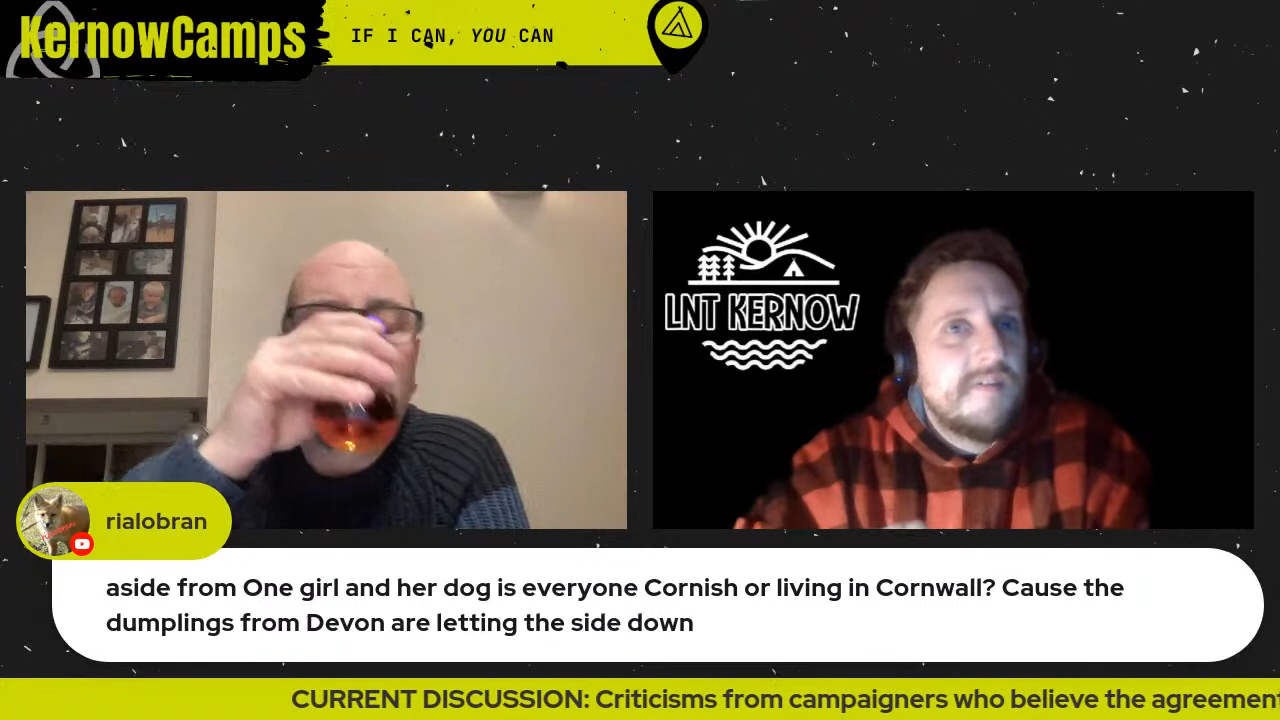 KernowCamps
IF I CAN, YOU CAN
LNT KERNOW
rialobran
aside from One girl and her dog is everyone Cornish or living in Cornwall? Cause the
dumplings from Devon are letting the side down
CURRENT DISCUSSION: Criticisms from campaigners who believe the agreement